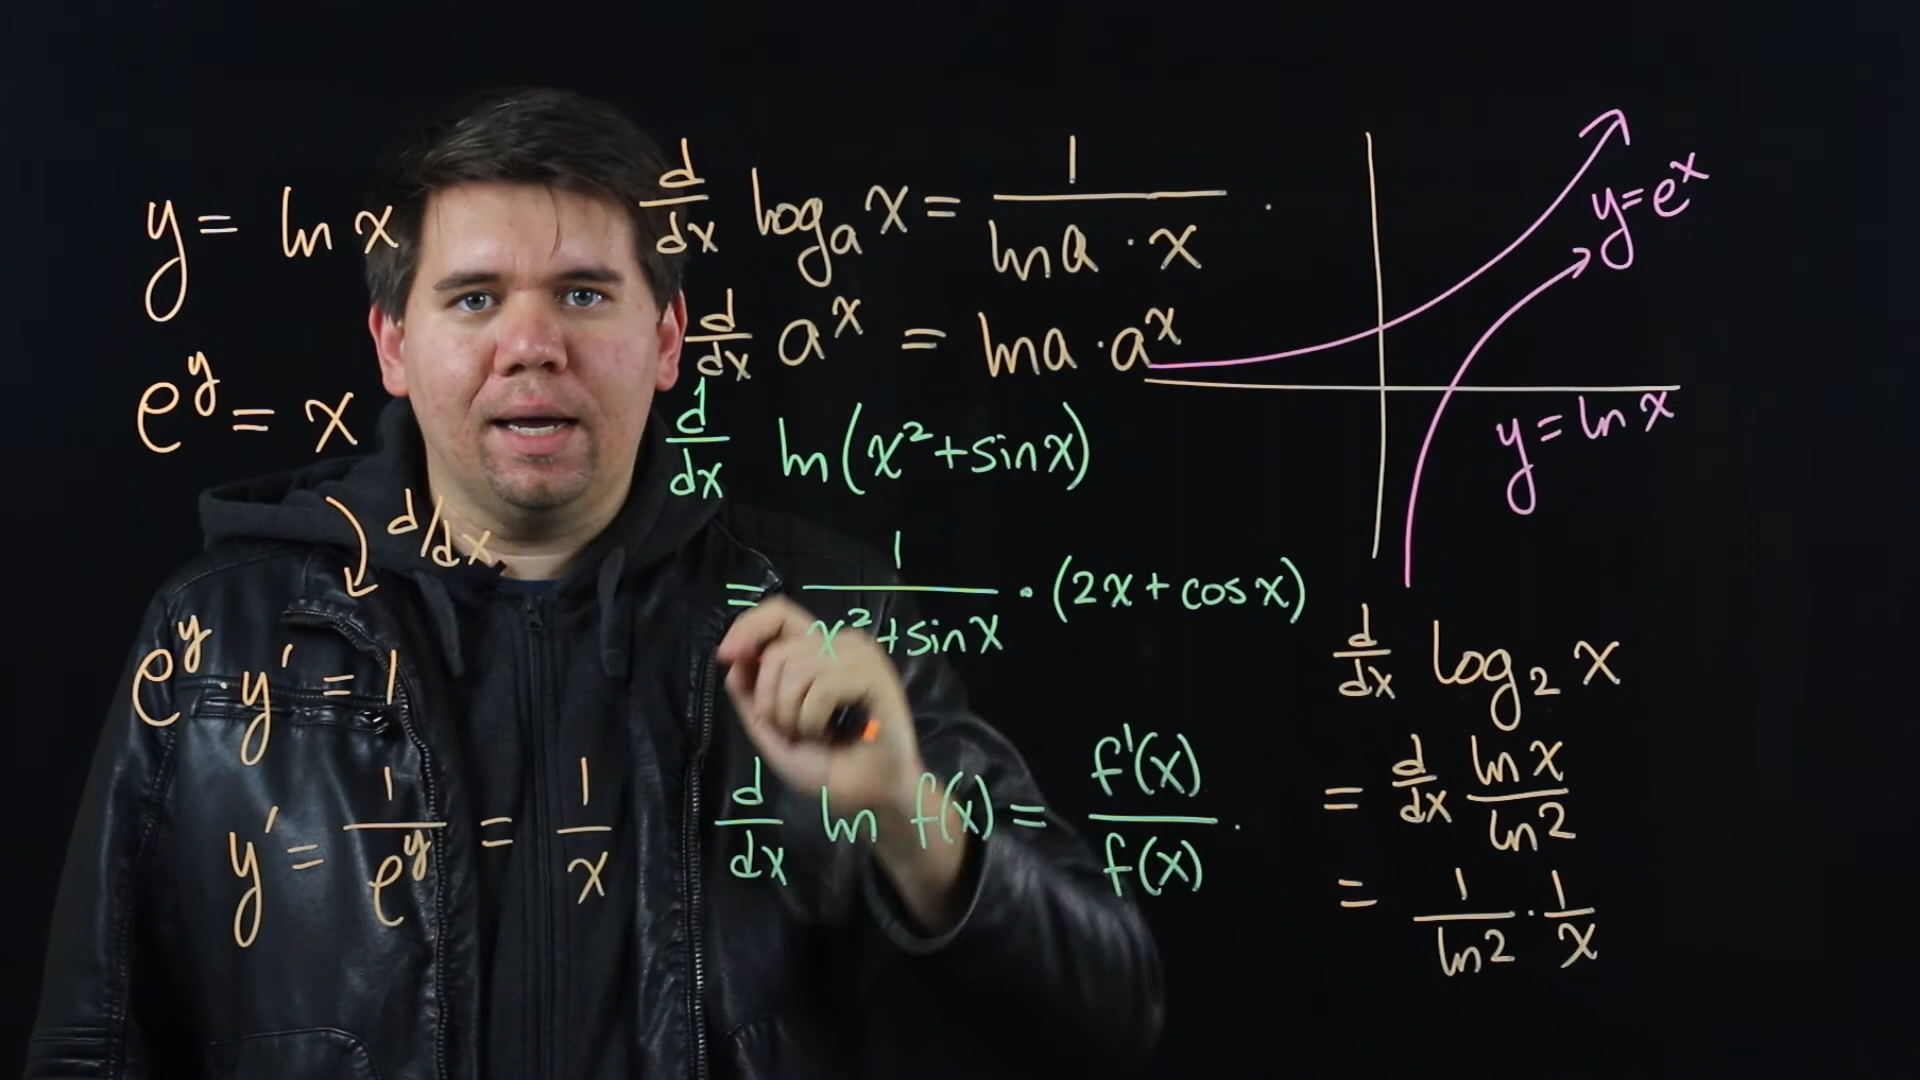 y = ln x
e^y = x
d/dx
e^y · y' = 1
y' = 1/e^y = 1/x
d/dx log_a x = 1/(ln a · x)
d/dx a^x = ln a · a^x
d/dx ln(x² + sin x)
= 1/(x² + sin x) · (2x + cos x)
d/dx ln f(x) = f'(x)/f(x)
y = e^x
y = ln x
d/dx log₂ x
= d/dx ln x/ln 2
= 1/ln 2 · 1/x